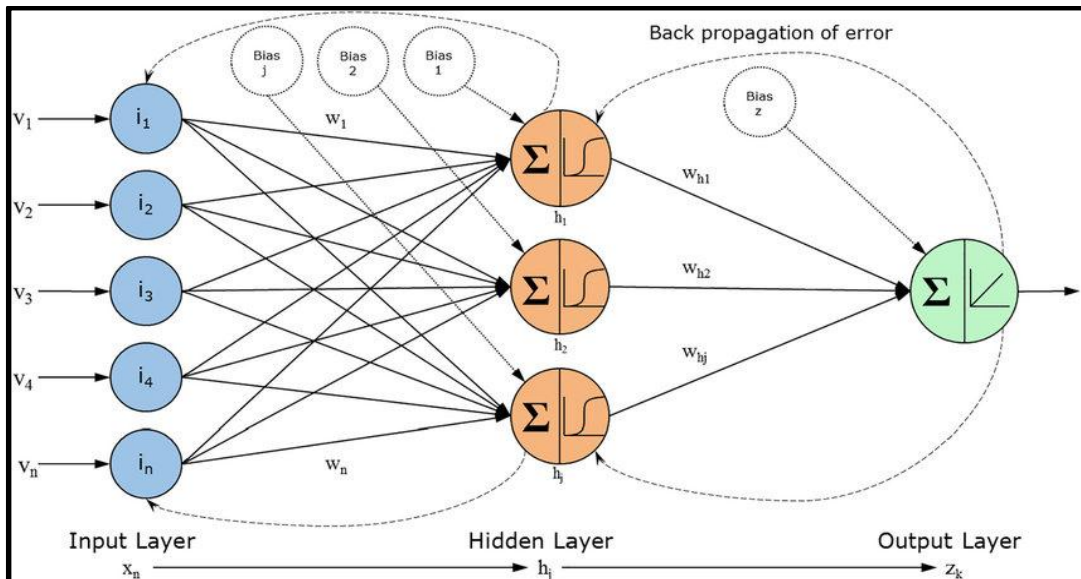 Back propagation of error
Bias
j
Bias
2
Bias
1
Bias
z
v1
i1
w1
Σ
h1
wh1
v2
i2
v3
i3
Σ
h2
wh2
Σ
v4
i4
Σ
hj
whj
vn
in
wn
Input Layer
Hidden Layer
Output Layer
xn
hj
zk